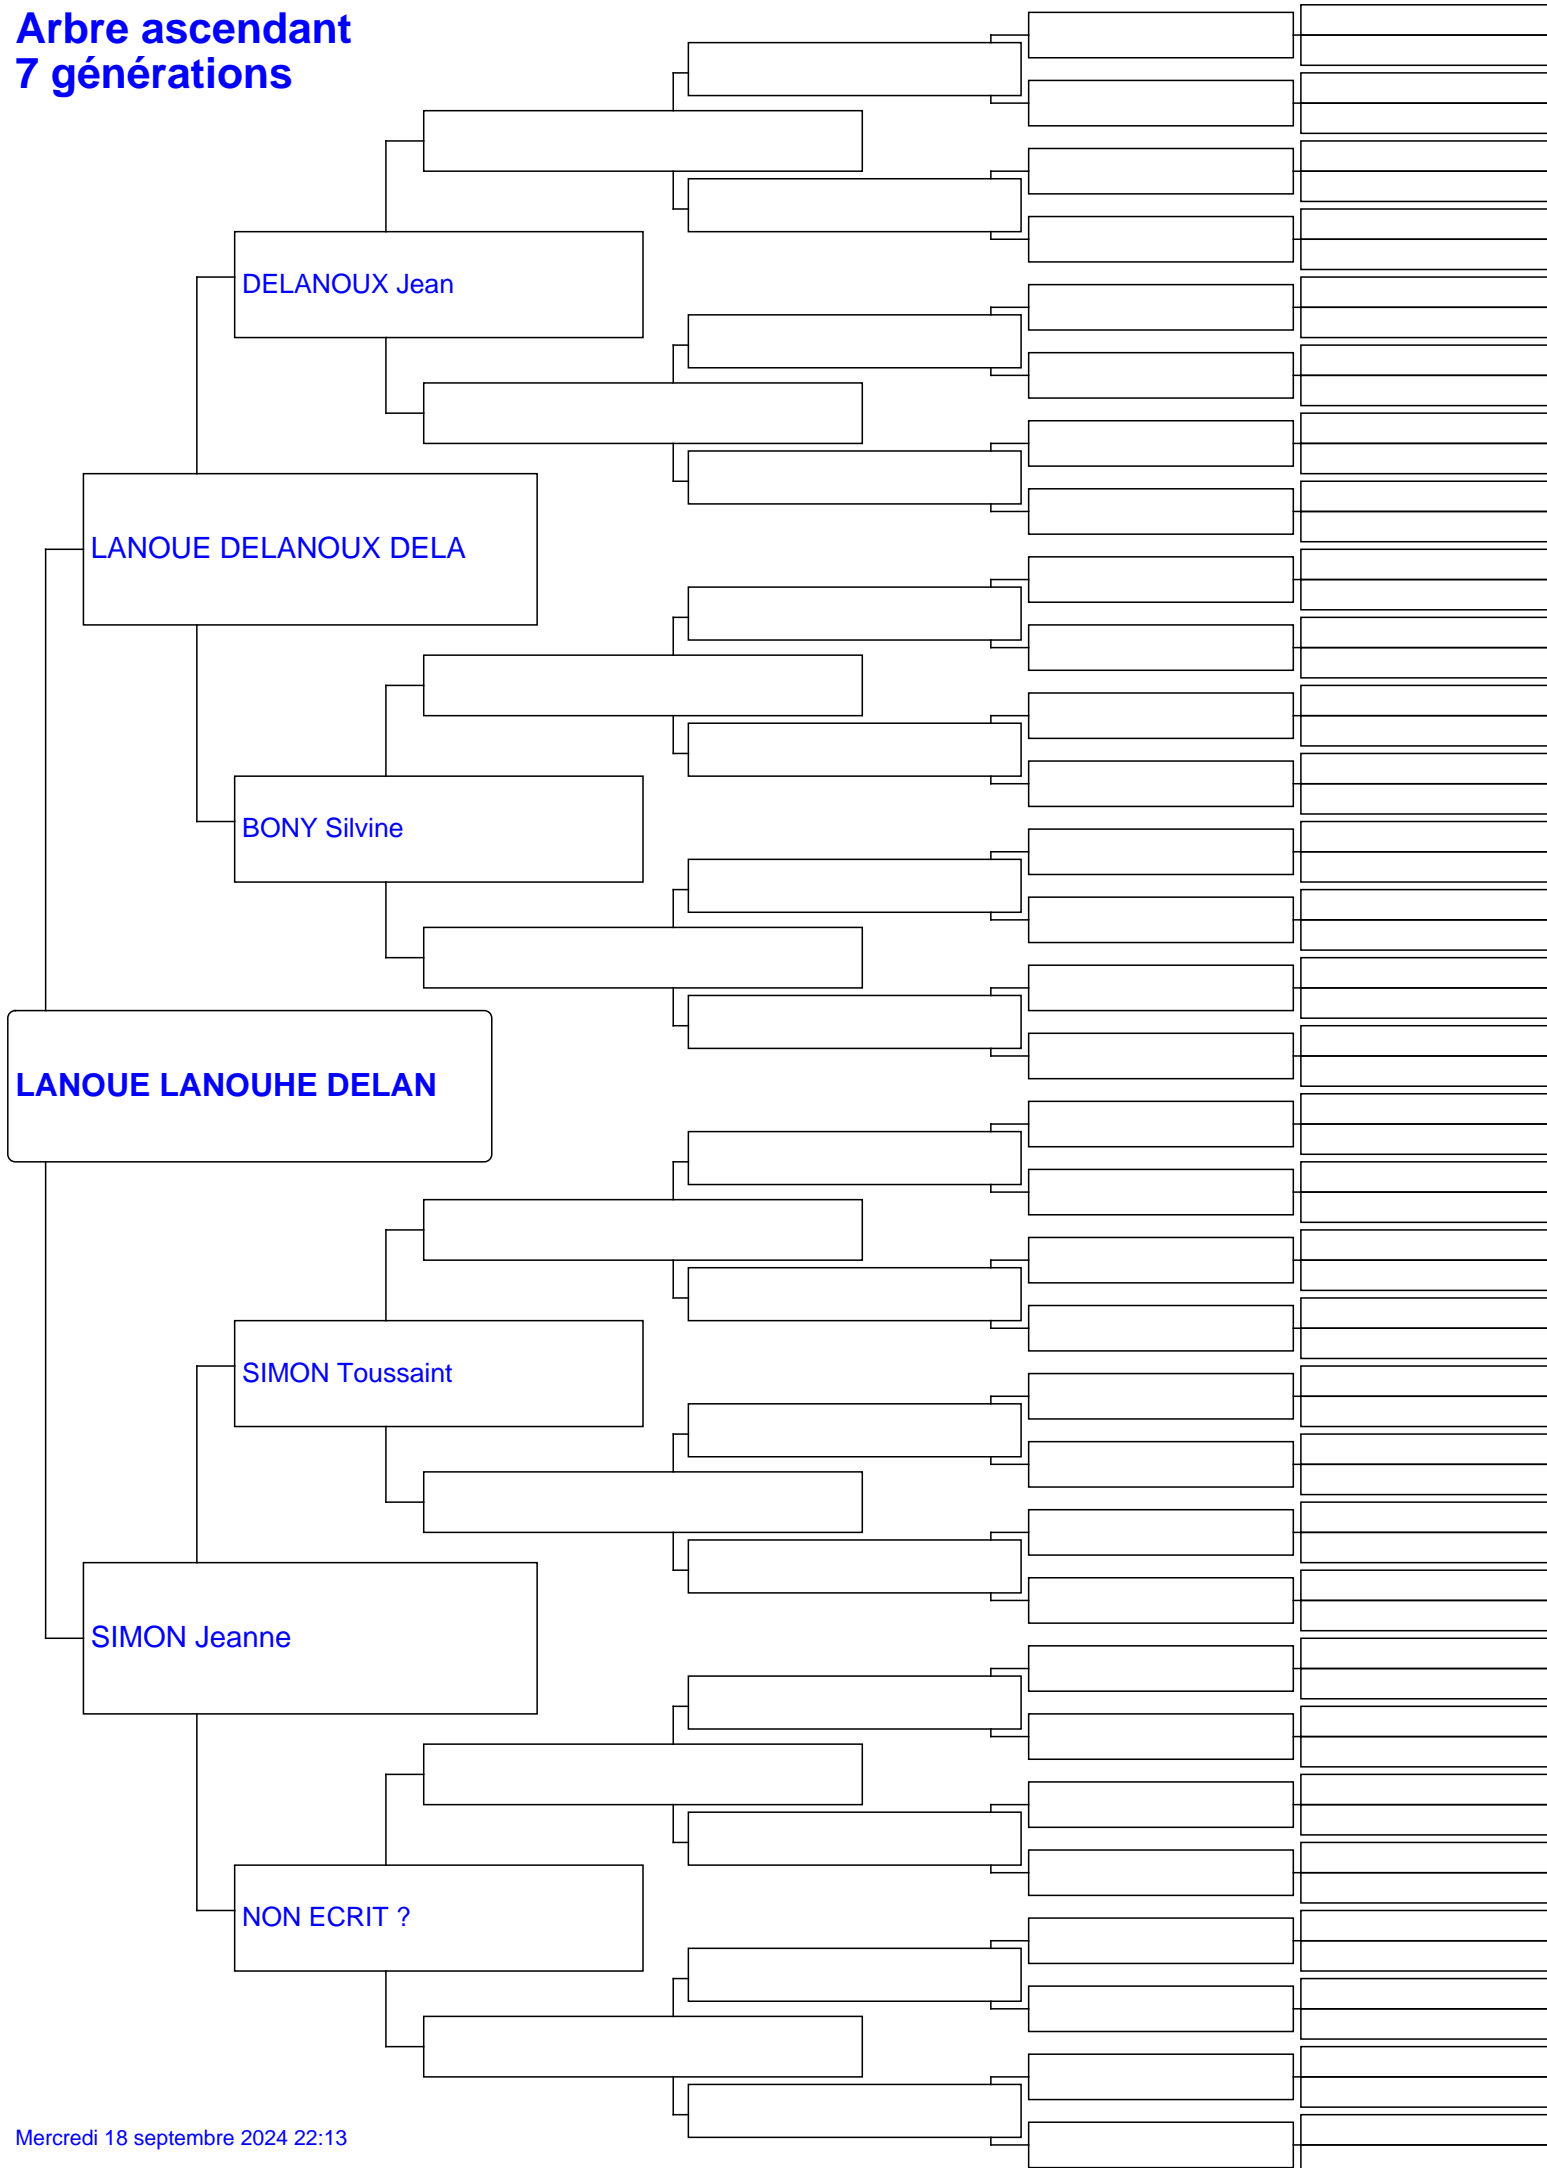 Arbre ascendant
7 générations
DELANOUX Jean
LANOUE DELANOUX DELA
BONY Silvine
LANOUE LANOUHE DELAN
SIMON Toussaint
SIMON Jeanne
NON ECRIT ?
Mercredi 18 septembre 2024 22:13